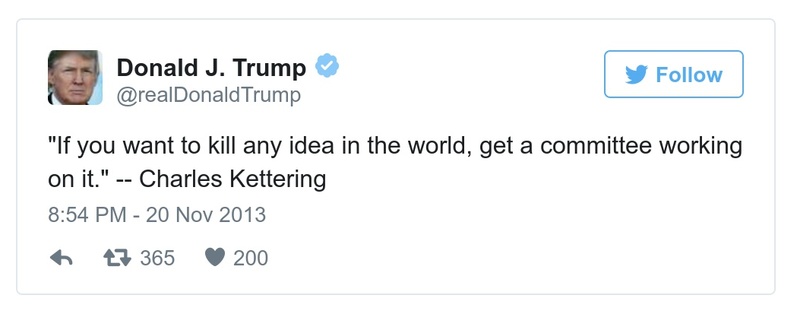 Donald J. Trump
@realDonaldTrump
Follow
"If you want to kill any idea in the world, get a committee working
on it." -- Charles Kettering
8:54 PM - 20 Nov 2013
365 200